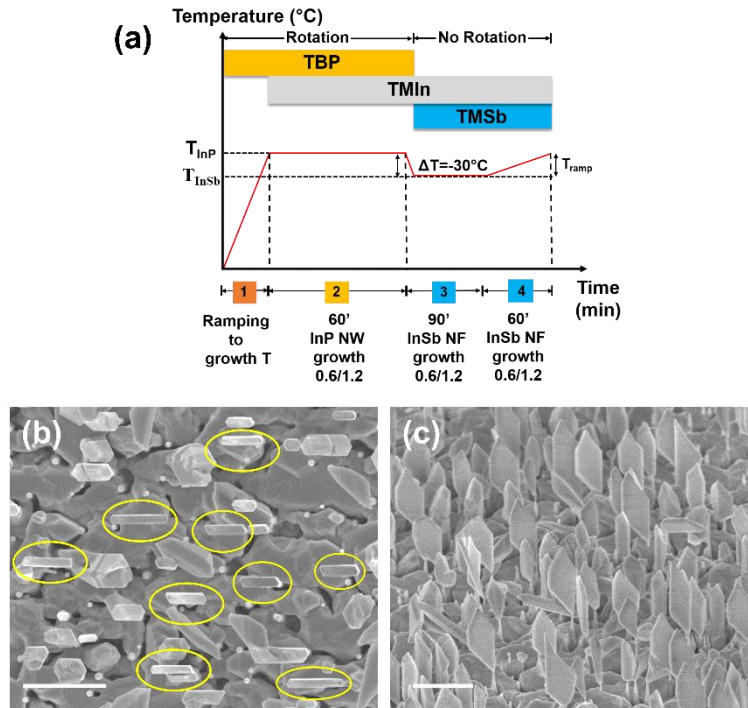 Temperature (°C)
(a)
Rotation
No Rotation
TBP
TMIn
TMSb
TInP
TInSb
ΔT=-30°C
Tramp
Time
(min)
1
2
3
4
Ramping
to
growth T
60’
InP NW
growth
0.6/1.2
90’
InSb NF
growth
0.6/1.2
60’
InSb NF
growth
0.6/1.2
(b)
(c)